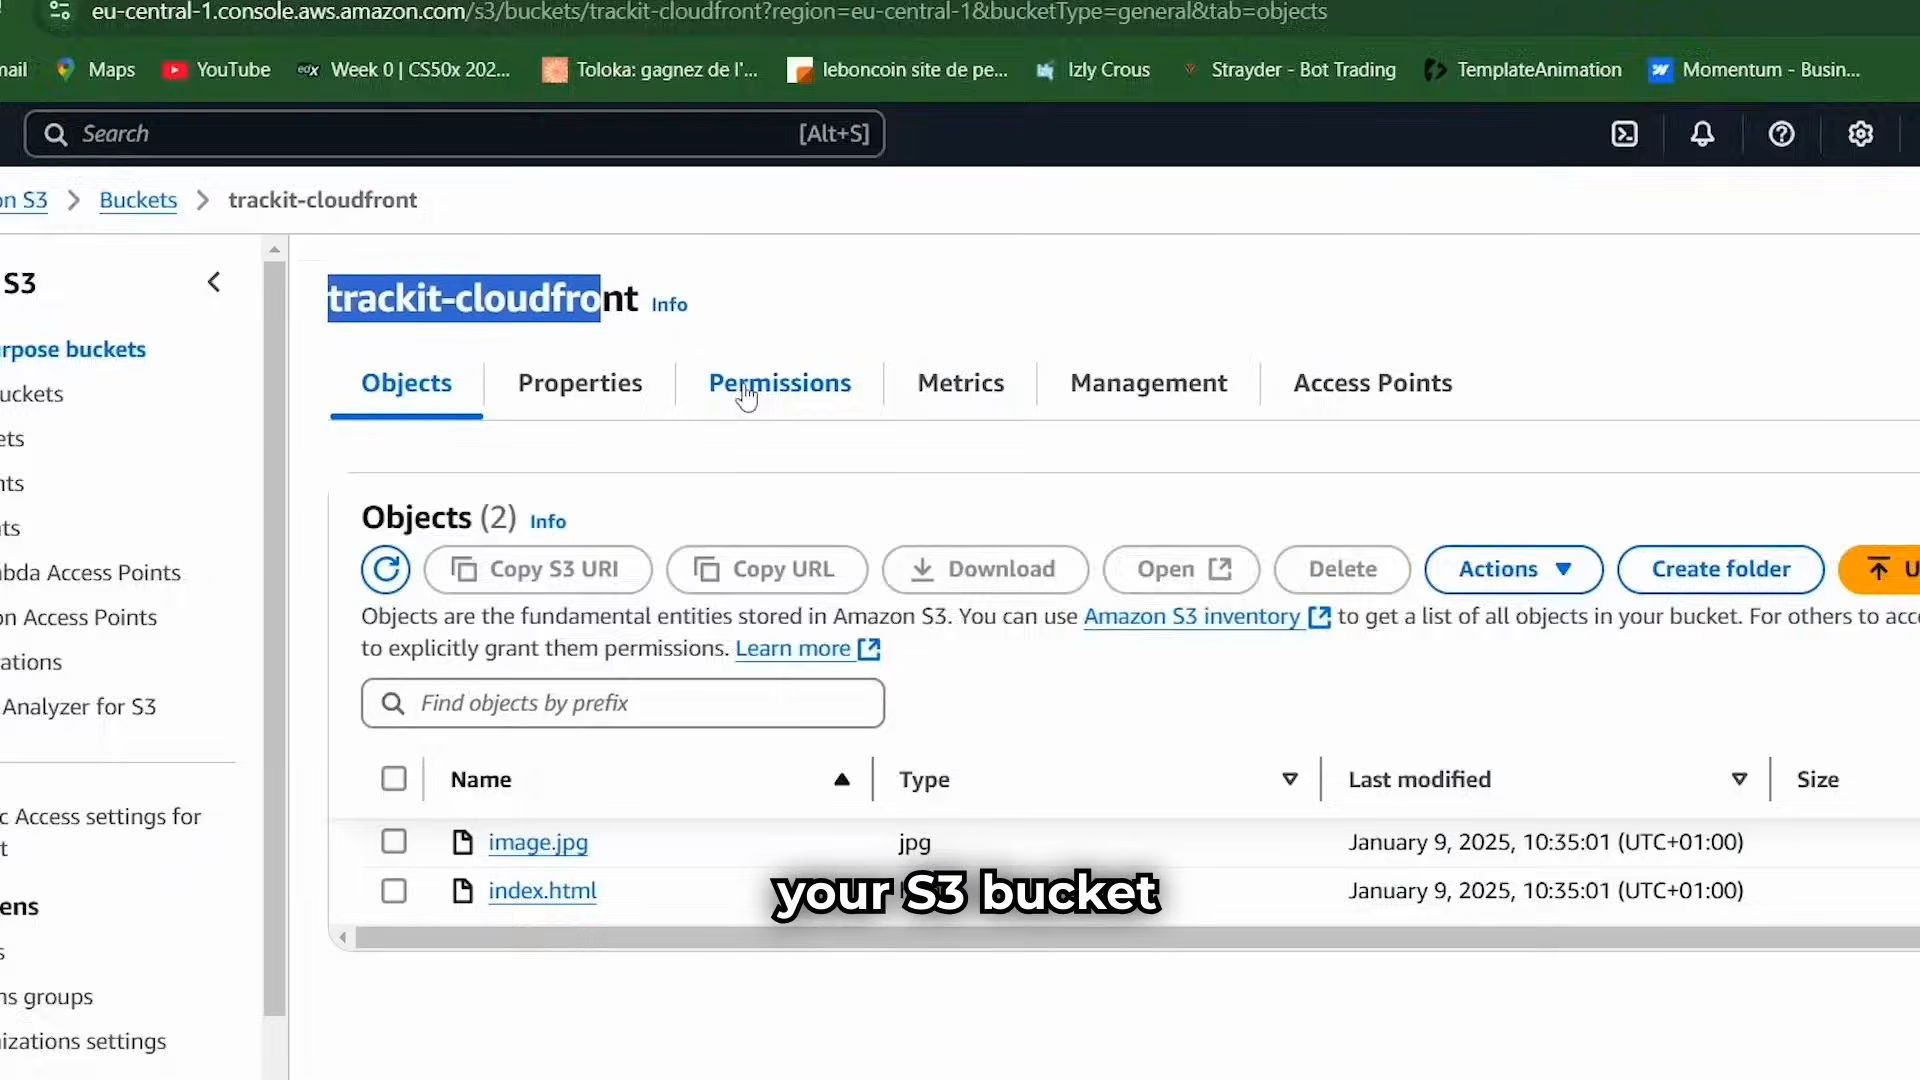 eu-central-1.console.aws.amazon.com/s3/buckets/trackit-cloudfront?region=eu-central-1&bucketType=general&tab=objects
mail Maps YouTube edX Week 0 | CS50x 202... Toloka: gagnez de l'... leboncoin site de pe... Izly Crous Strayder - Bot Trading TemplateAnimation Momentum - Busin...
Search [Alt+S]
on S3 Buckets trackit-cloudfront
S3
trackit-cloudfront Info
rpose buckets
Objects Properties Permissions Metrics Management Access Points
uckets
ets
nts
ts
Objects (2) Info
Copy S3 URI Copy URL Download Open Delete Actions Create folder U
bda Access Points
Objects are the fundamental entities stored in Amazon S3. You can use Amazon S3 inventory to get a list of all objects in your bucket. For others to acc
on Access Points
to explicitly grant them permissions. Learn more
ations
Analyzer for S3
Find objects by prefix
Name Type Last modified Size
c Access settings for
t
image.jpg jpg January 9, 2025, 10:35:01 (UTC+01:00)
index.html January 9, 2025, 10:35:01 (UTC+01:00)
your S3 bucket
ens
s
ns groups
izations settings